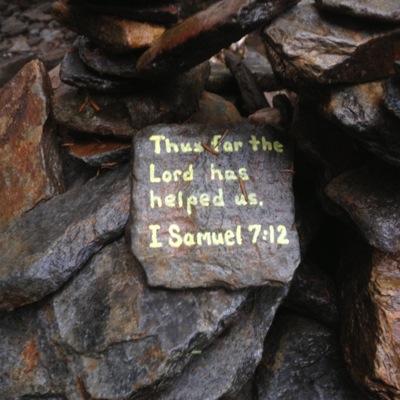 Thus far the
Lord has
helped us.
I Samuel 7:12